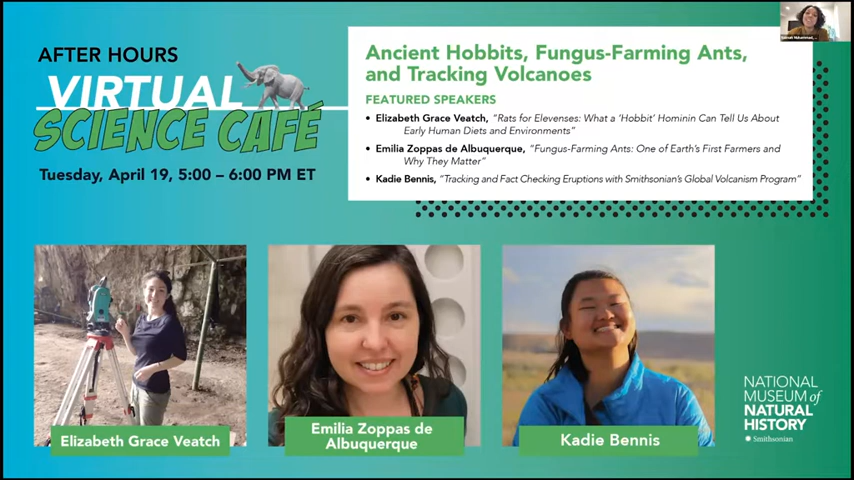 AFTER HOURS
VIRTUAL
SCIENCE CAFÉ
Tuesday, April 19, 5:00 – 6:00 PM ET
Ancient Hobbits, Fungus-Farming Ants,
and Tracking Volcanoes
FEATURED SPEAKERS
• Elizabeth Grace Veatch, "Rats for Elevenses: What a ‘Hobbit’ Hominin Can Tell Us About
Early Human Diets and Environments"
• Emilia Zoppas de Albuquerque, "Fungus-Farming Ants: One of Earth's First Farmers and
Why They Matter"
• Kadie Bennis, "Tracking and Fact Checking Eruptions with Smithsonian's Global Volcanism Program"
Elizabeth Grace Veatch
Emilia Zoppas de
Albuquerque
Kadie Bennis
NATIONAL
MUSEUM of
NATURAL
HISTORY
Smithsonian